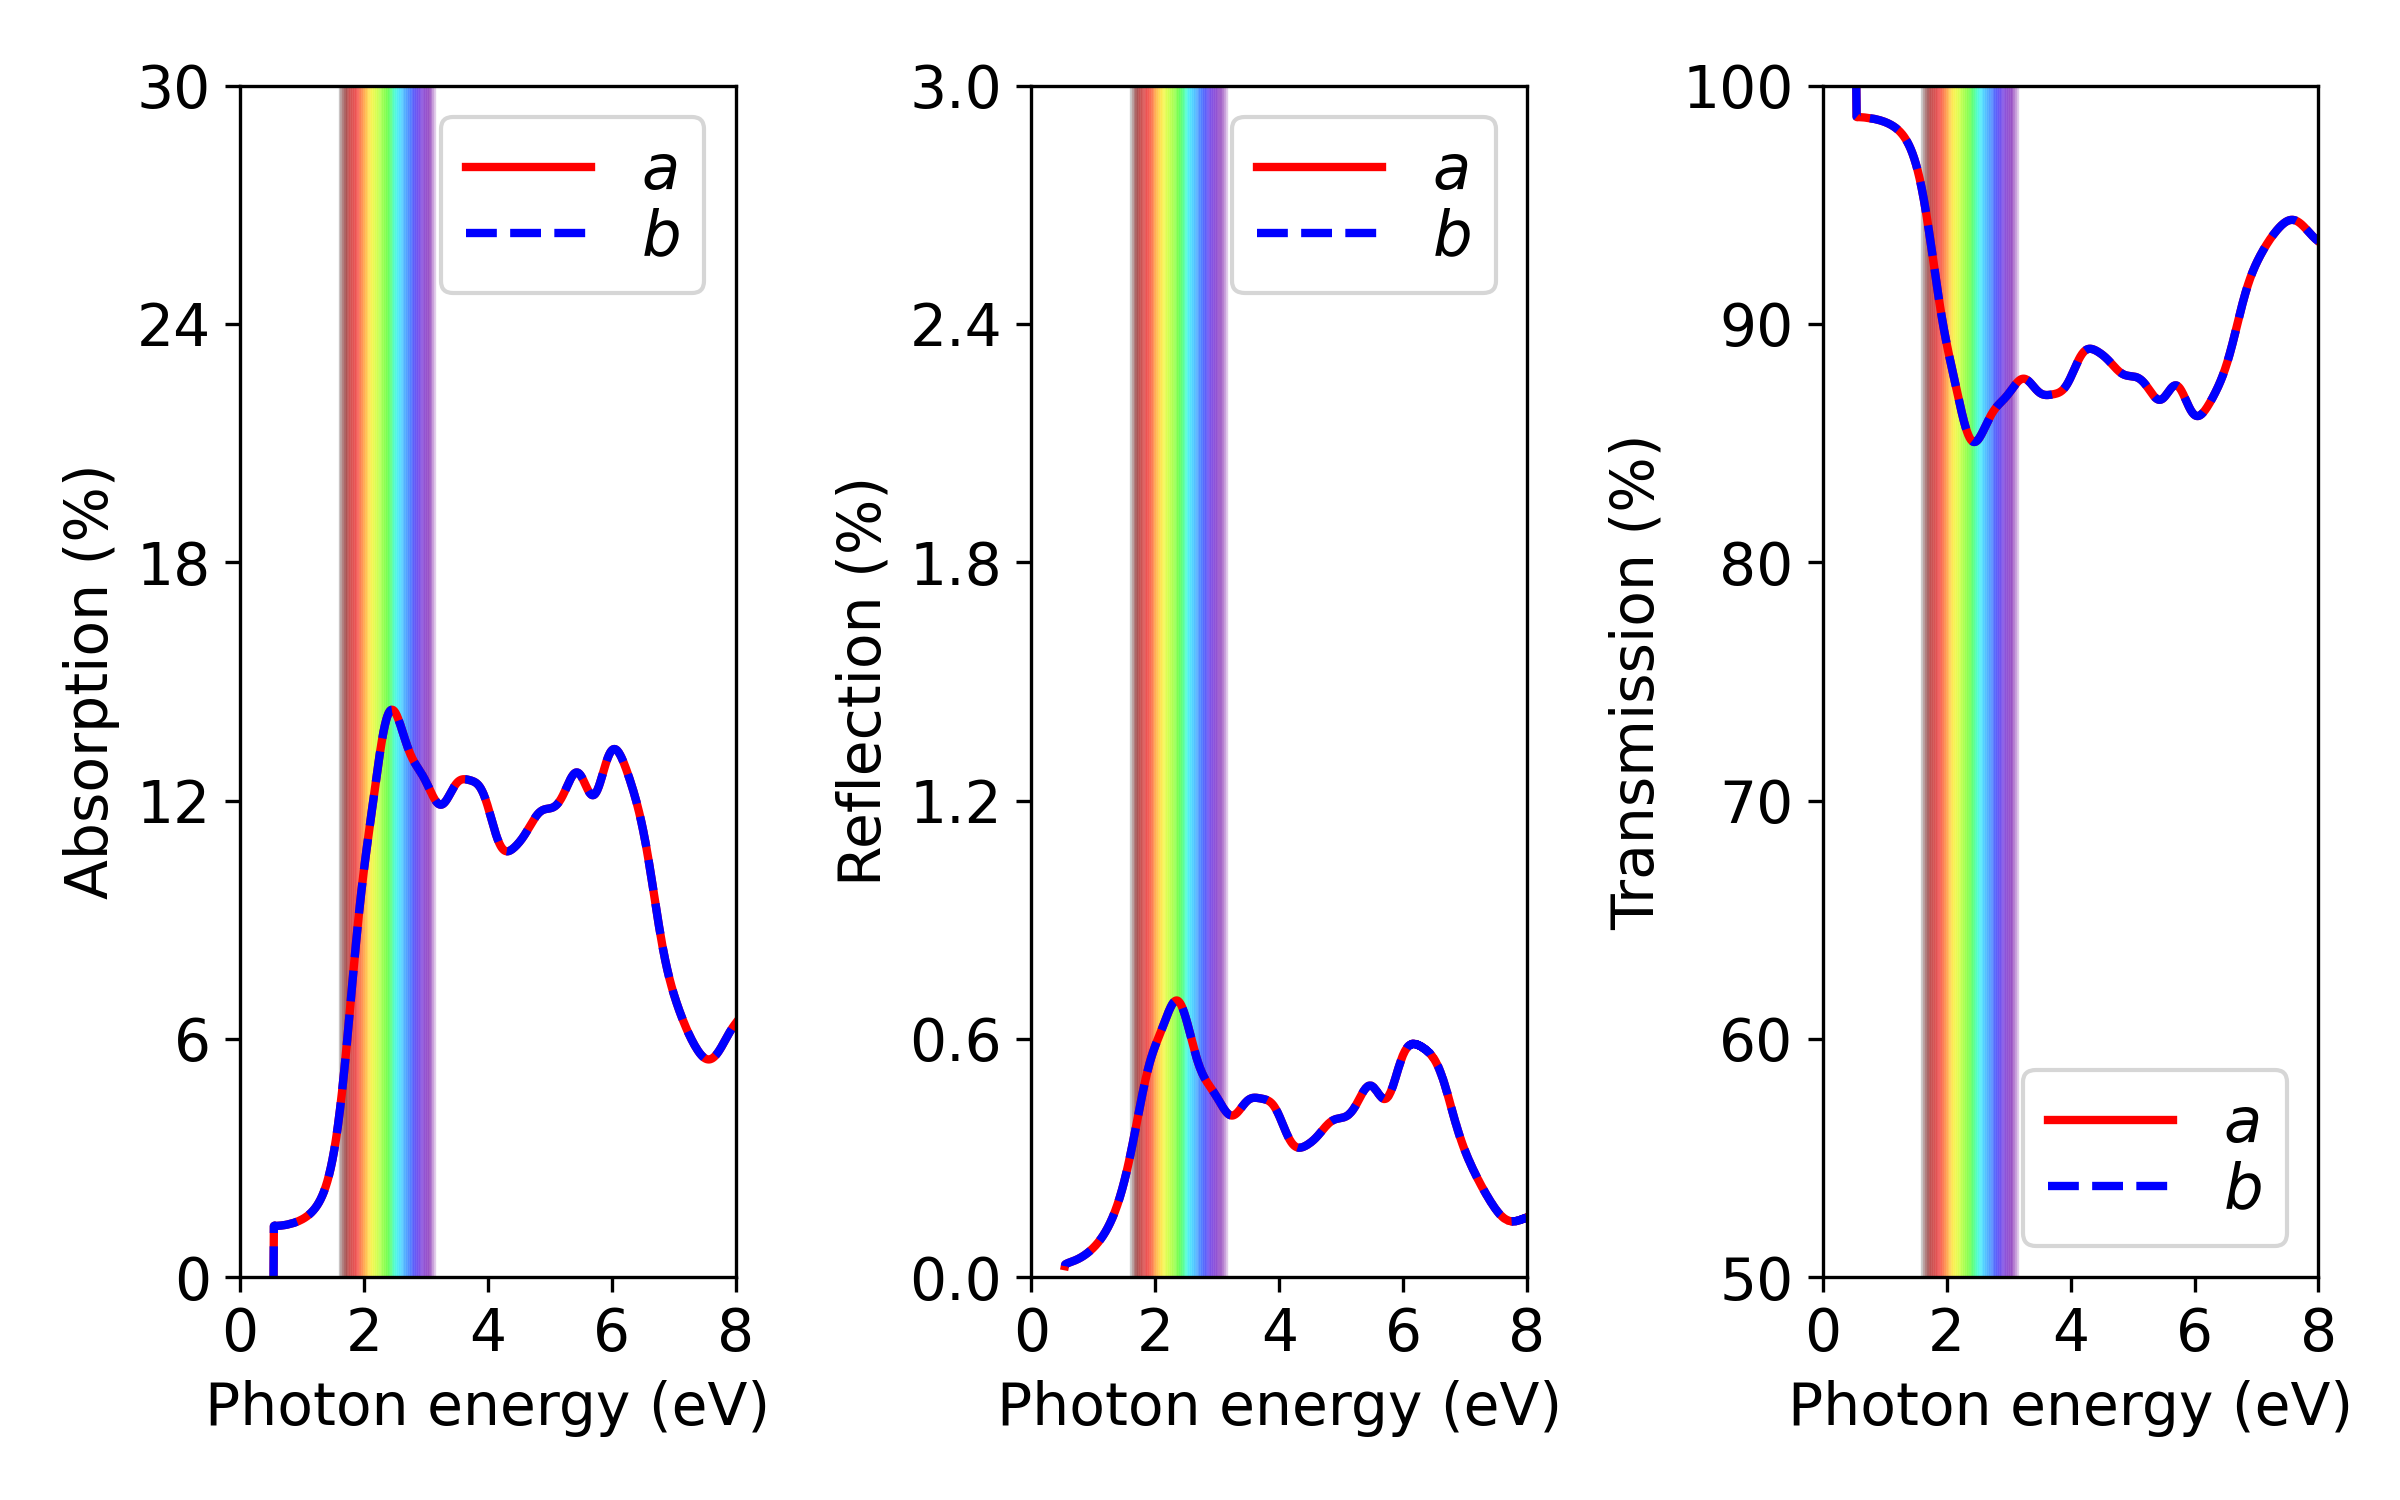 30
24
18
12
6
0
Absorption (%)
0 2 4 6 8
Photon energy (eV)
a
b
3.0
2.4
1.8
1.2
0.6
0.0
Reflection (%)
0 2 4 6 8
Photon energy (eV)
a
b
100
90
80
70
60
50
Transmission (%)
0 2 4 6 8
Photon energy (eV)
a
b